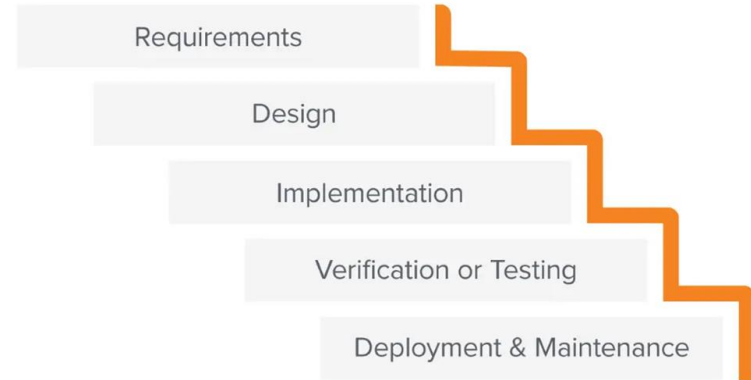 Requirements
Design
Implementation
Verification or Testing
Deployment & Maintenance